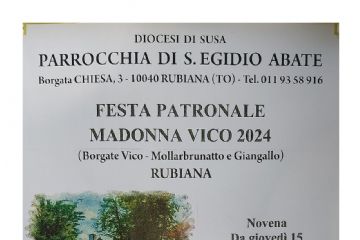 DIOCESI DI SUSA
PARROCCHIA DI S. EGIDIO ABATE
Borgata CHIESA, 3 - 10040 RUBIANA (TO) - Tel. 011 93 58 916
FESTA PATRONALE
MADONNA VICO 2024
(Borgate Vico - Mollarbrunatto e Giangallo)
RUBIANA
Novena
Da giovedì 15